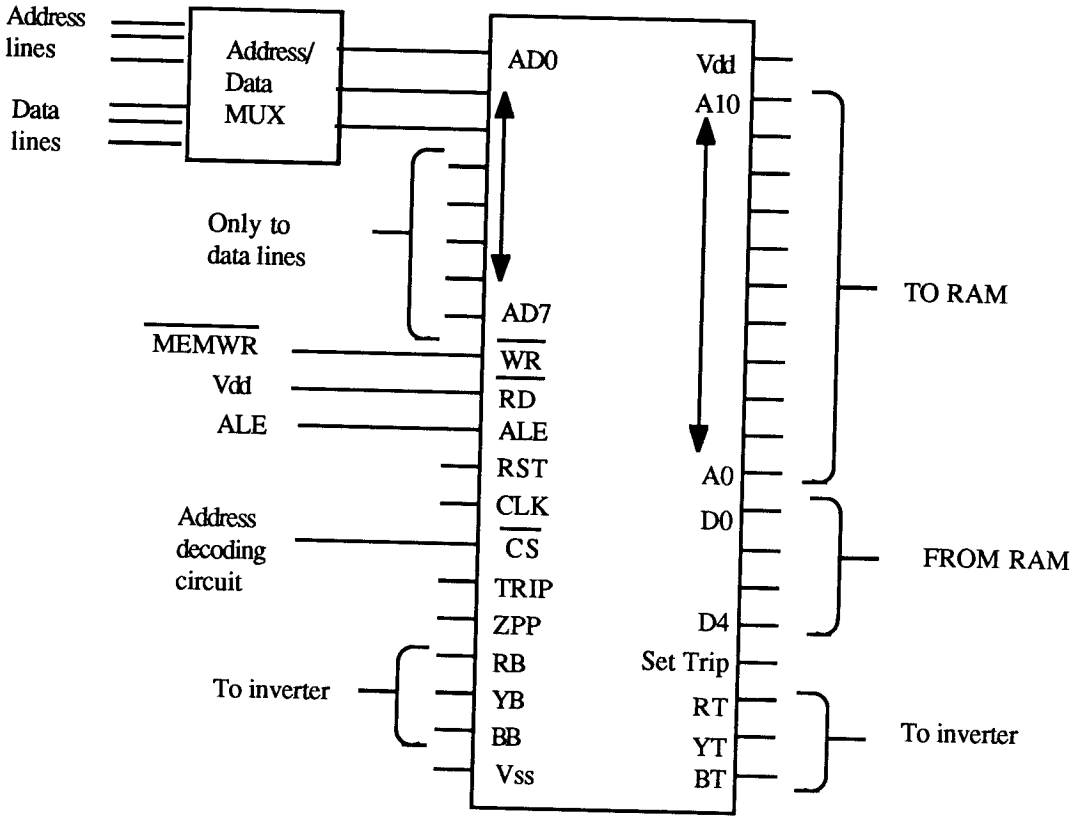 Address
lines
Data
lines
Address/
Data
MUX
Only to
data lines
MEMWR
Vdd
ALE
Address
decoding
circuit
To inverter
AD0
AD7
WR
RD
ALE
RST
CLK
CS
TRIP
ZPP
RB
YB
BB
Vss
Vdd
A10
A0
D0
D4
Set Trip
RT
YT
BT
TO RAM
FROM RAM
To inverter